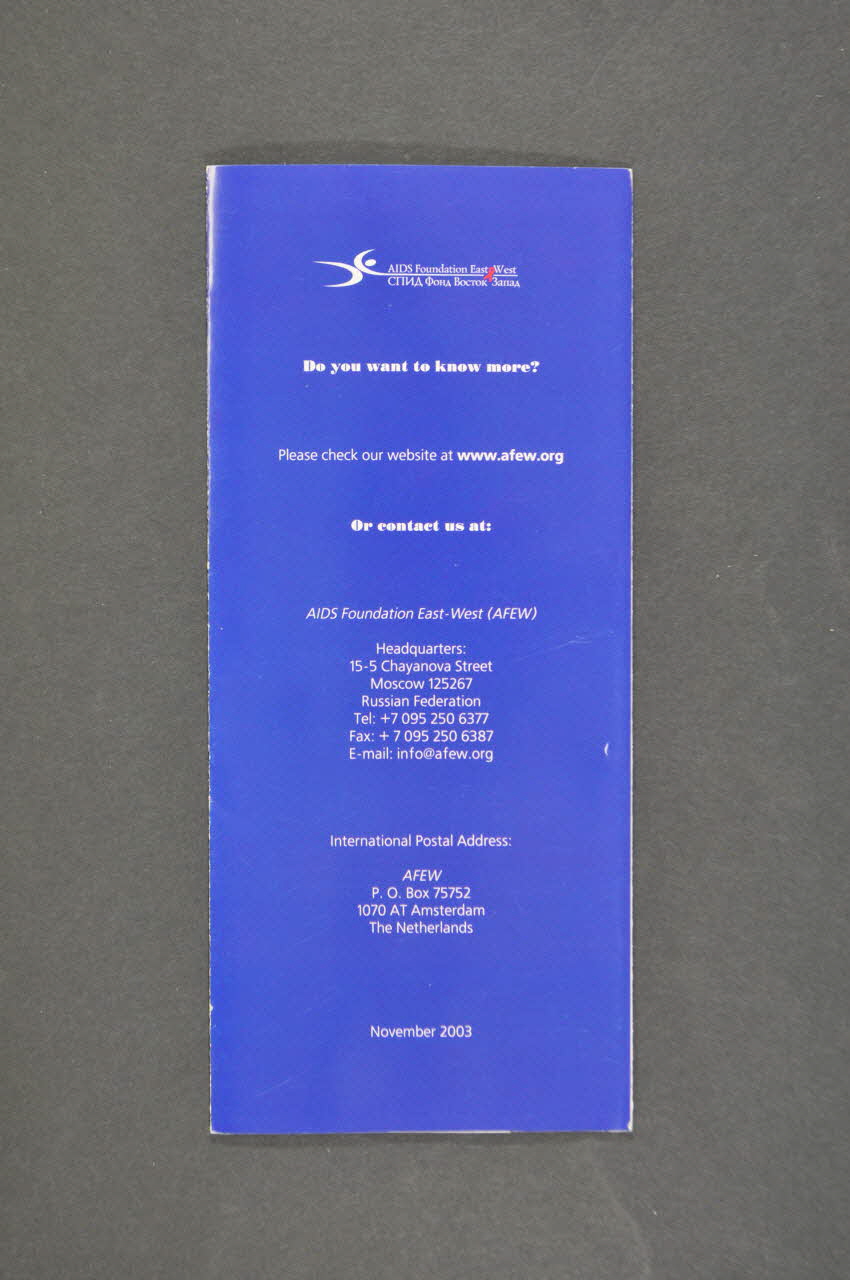 AIDS Foundation East West
СПИД Фонд Восток Запад
Do you want to know more?
Please check our website at www.afew.org
Or contact us at:
AIDS Foundation East-West (AFEW)
Headquarters:
15-5 Chayanova Street
Moscow 125267
Russian Federation
Tel: +7 095 250 6377
Fax: + 7 095 250 6387
E-mail: info@afew.org
International Postal Address:
AFEW
P. O. Box 75752
1070 AT Amsterdam
The Netherlands
November 2003